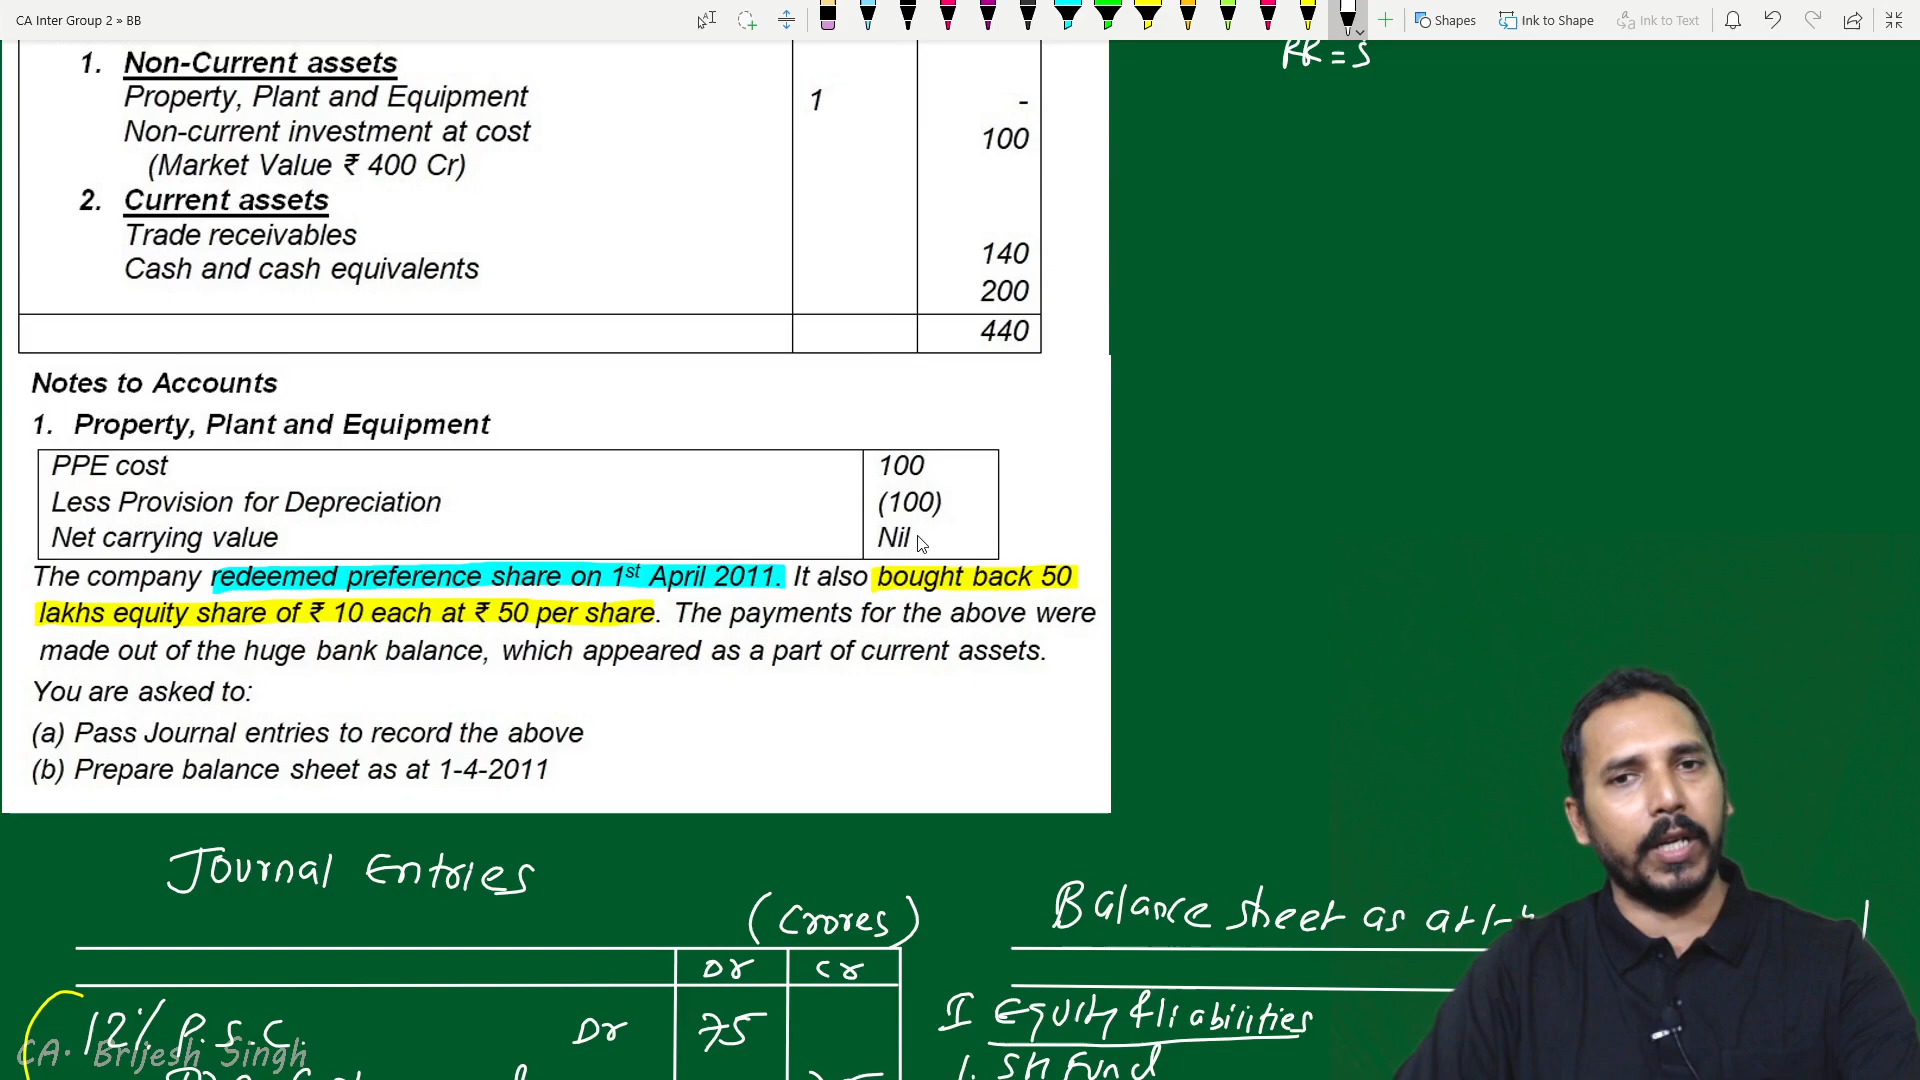 CA Inter Group 2 » BB
Shapes
Ink to Shape
Ink to Text
RR = S
1. Non-Current assets
Property, Plant and Equipment 1 -
Non-current investment at cost 100
(Market Value ₹ 400 Cr)
2. Current assets
Trade receivables 140
Cash and cash equivalents 200
440
Notes to Accounts
1. Property, Plant and Equipment
PPE cost 100
Less Provision for Depreciation (100)
Net carrying value Nil
The company redeemed preference share on 1st April 2011. It also bought back 50
lakhs equity share of ₹ 10 each at ₹ 50 per share. The payments for the above were
made out of the huge bank balance, which appeared as a part of current assets.
You are asked to:
(a) Pass Journal entries to record the above
(b) Prepare balance sheet as at 1-4-2011
Journal Entries
(Crores)
Dr Cr
12% P.S.C. Dr 75
CA. Brijesh Singh
Balance sheet as at 1-4
I Equity & liabilities
1. SH Fund